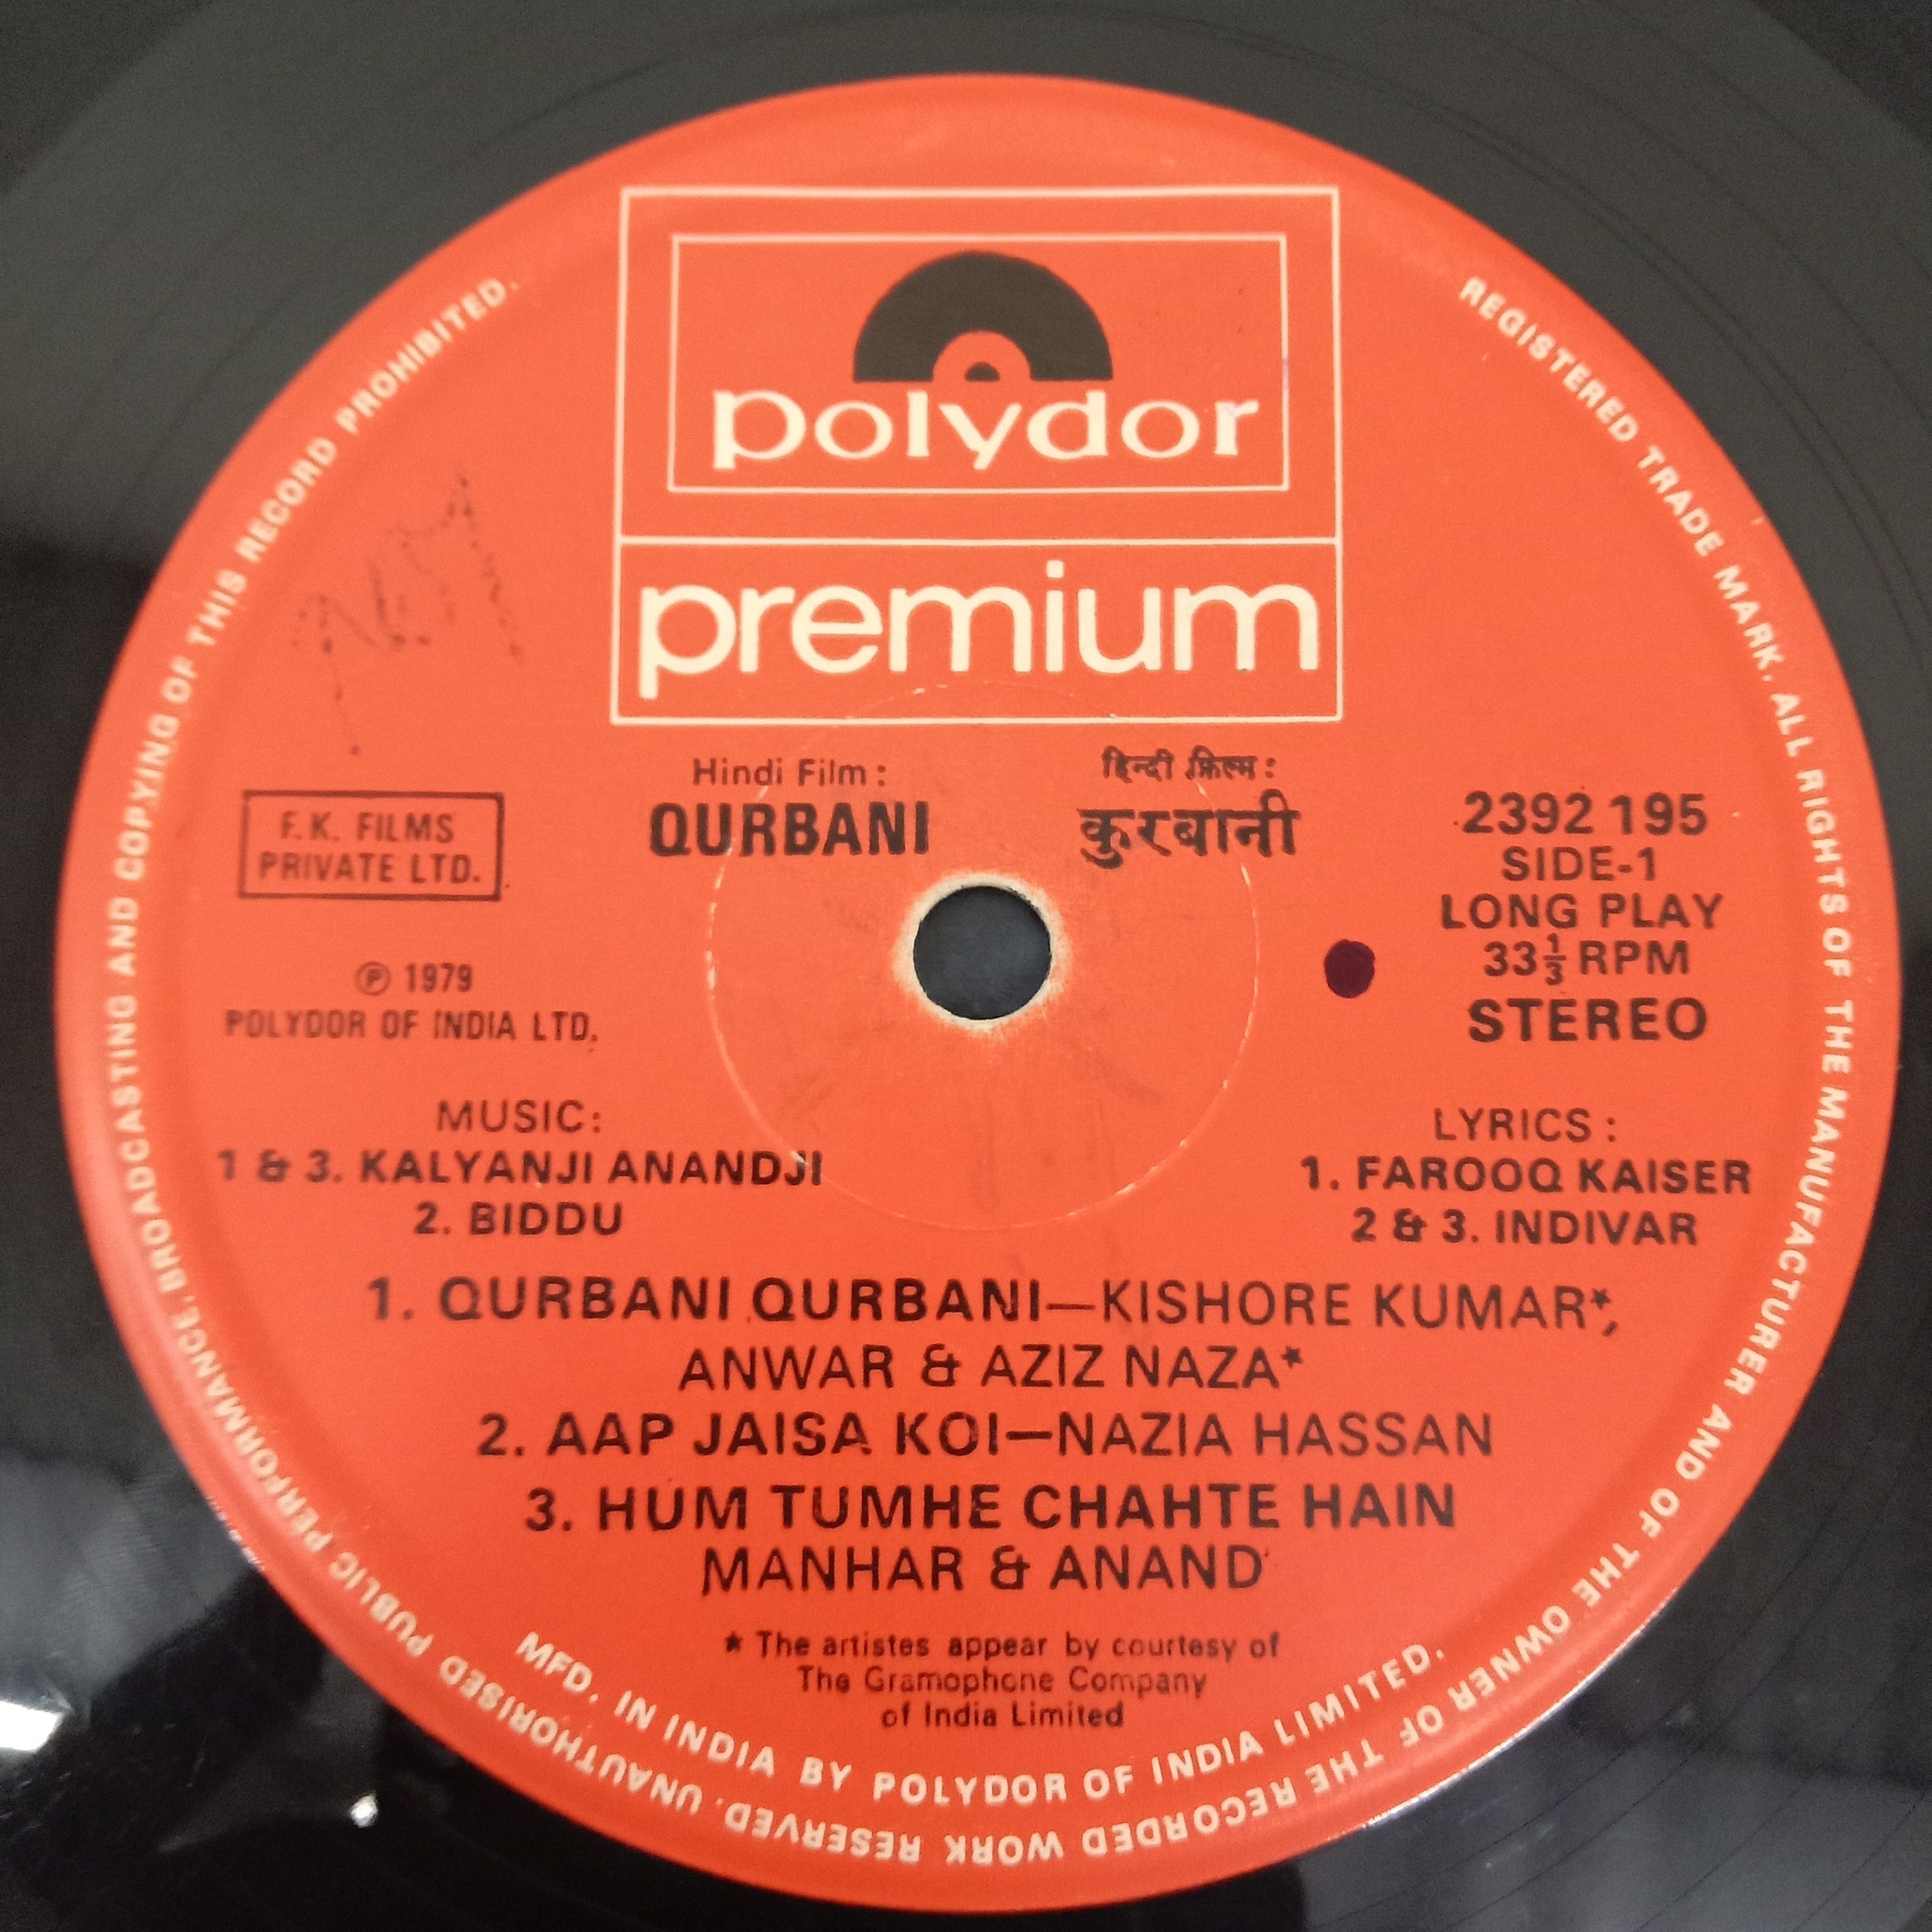 polydor
premium
Hindi Film :
QURBANI
हिन्दी फ़िल्म :
कुरबानी
F.K. FILMS
PRIVATE LTD.
℗ 1979
POLYDOR OF INDIA LTD.
2392 195
SIDE-1
LONG PLAY
33⅓ RPM
STEREO
MUSIC:
1 & 3. KALYANJI ANANDJI
2. BIDDU
LYRICS :
1. FAROOQ KAISER
2 & 3. INDIVAR
1. QURBANI QURBANI—KISHORE KUMAR*,
ANWAR & AZIZ NAZA*
2. AAP JAISA KOI—NAZIA HASSAN
3. HUM TUMHE CHAHTE HAIN
MANHAR & ANAND
* The artistes appear by courtesy of
The Gramophone Company
of India Limited
MFD. IN INDIA BY POLYDOR OF INDIA LIMITED.
REGISTERED TRADE MARK. ALL RIGHTS OF THE MANUFACTURER AND OF THE OWNER OF THE RECORDED WORK RESERVED. UNAUTHORISED PUBLIC PERFORMANCE, BROADCASTING AND COPYING OF THIS RECORD PROHIBITED.